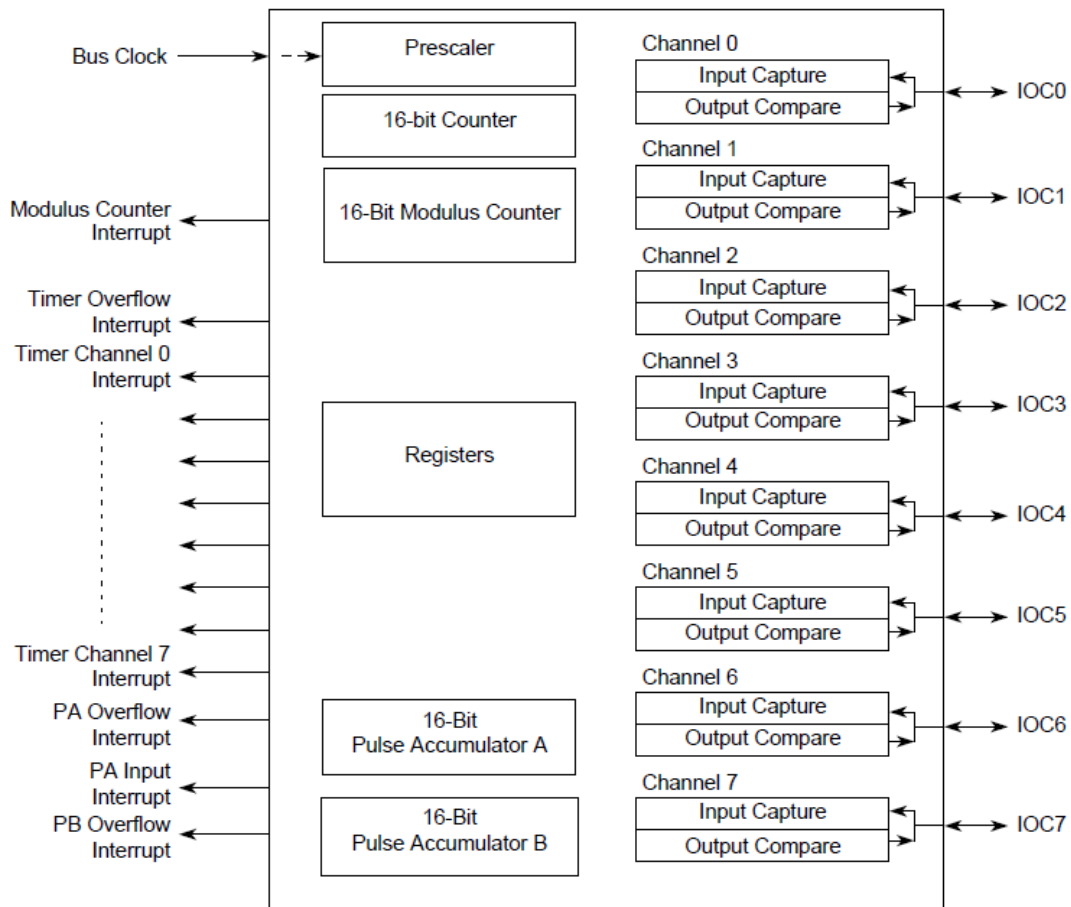 Bus Clock
Modulus Counter
Interrupt
Timer Overflow
Interrupt
Timer Channel 0
Interrupt
Timer Channel 7
Interrupt
PA Overflow
Interrupt
PA Input
Interrupt
PB Overflow
Interrupt
Prescaler
16-bit Counter
16-Bit Modulus Counter
Registers
16-Bit
Pulse Accumulator A
16-Bit
Pulse Accumulator B
Channel 0
Input Capture
Output Compare
IOC0
Channel 1
Input Capture
Output Compare
IOC1
Channel 2
Input Capture
Output Compare
IOC2
Channel 3
Input Capture
Output Compare
IOC3
Channel 4
Input Capture
Output Compare
IOC4
Channel 5
Input Capture
Output Compare
IOC5
Channel 6
Input Capture
Output Compare
IOC6
Channel 7
Input Capture
Output Compare
IOC7